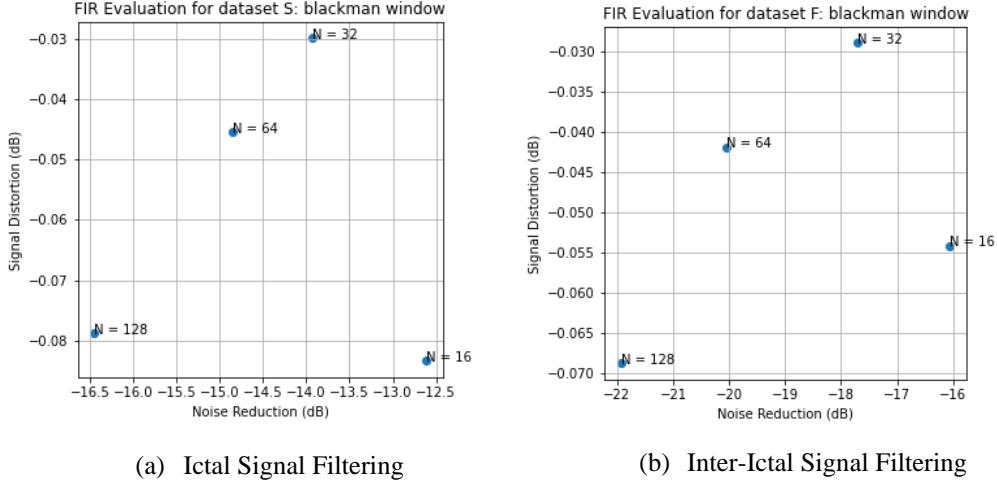 FIR Evaluation for dataset S: blackman window
Signal Distortion (dB)
−0.03
−0.04
−0.05
−0.06
−0.07
−0.08
N = 32
N = 64
N = 128
N = 16
−16.5 −16.0 −15.5 −15.0 −14.5 −14.0 −13.5 −13.0 −12.5
Noise Reduction (dB)
(a) Ictal Signal Filtering
FIR Evaluation for dataset F: blackman window
Signal Distortion (dB)
−0.030
−0.035
−0.040
−0.045
−0.050
−0.055
−0.060
−0.065
−0.070
N = 32
N = 64
N = 16
N = 128
−22 −21 −20 −19 −18 −17 −16
Noise Reduction (dB)
(b) Inter-Ictal Signal Filtering